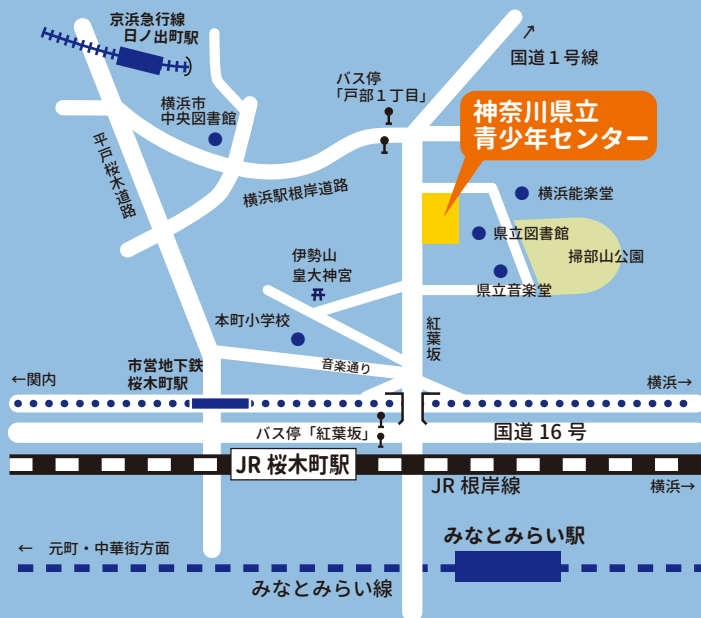 京浜急行線
日ノ出町駅
国道１号線
バス停
「戸部１丁目」
横浜市
中央図書館
神奈川県立
青少年センター
平戸桜木道路
横浜駅根岸道路
横浜能楽堂
県立図書館
掃部山公園
伊勢山
皇大神宮
県立音楽堂
本町小学校
紅葉坂
音楽通り
市営地下鉄
桜木町駅
←関内
横浜→
バス停「紅葉坂」
国道 16 号
JR 桜木町駅
JR 根岸線
横浜→
みなとみらい駅
← 元町・中華街方面
みなとみらい線